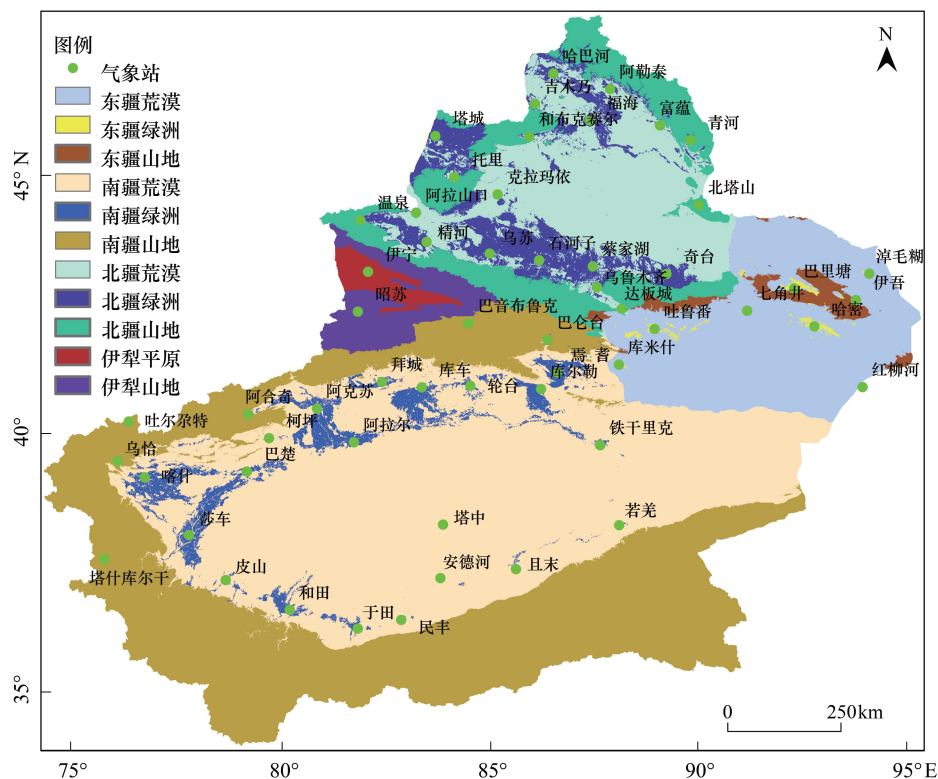 图例
气象站
东疆荒漠
东疆绿洲
东疆山地
南疆荒漠
南疆绿洲
南疆山地
北疆荒漠
北疆绿洲
北疆山地
伊犁平原
伊犁山地
N
哈巴河
阿勒泰
吉木乃
福海
富蕴
塔城
和布克赛尔
青河
托里
克拉玛依
45°N
阿拉山口
北塔山
温泉
精河
乌苏
石河子
蔡家湖
奇台
淖毛糊
伊宁
乌鲁木齐
巴里塘
伊吾
昭苏
达板城
七角井
巴音布鲁克
吐鲁番
哈密
巴仑台
库米什
焉耆
拜城
库车
库尔勒
红柳河
阿合奇
阿克苏
轮台
吐尔尕特
柯坪
阿拉尔
铁干里克
40°
乌恰
巴楚
喀什
莎车
塔中
若羌
安德河
且末
塔什库尔干
皮山
和田
于田
民丰
35°
0 250km
75° 80° 85° 90° 95°E